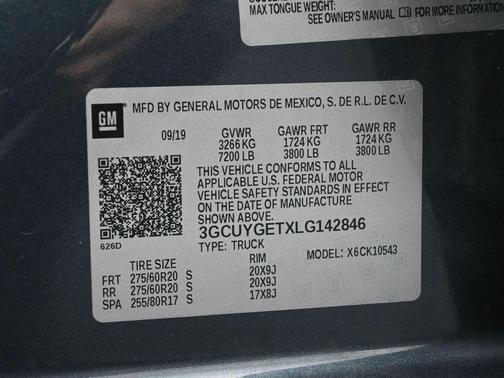 MAX TONGUE WEIGHT:
SEE OWNER'S MANUAL FOR MORE INFORMATION
GM
MFD BY GENERAL MOTORS DE MEXICO, S. DE R.L. DE C.V.
09/19 GVWR GAWR FRT GAWR RR
3266 KG 1724 KG 1724 KG
7200 LB 3800 LB 3800 LB
THIS VEHICLE CONFORMS TO ALL
APPLICABLE U.S. FEDERAL MOTOR
VEHICLE SAFETY STANDARDS IN EFFECT
ON THE DATE OF MANUFACTURE
SHOWN ABOVE.
3GCUYGETXLG142846
626D TYPE: TRUCK
MODEL: X6CK10543
TIRE SIZE RIM
FRT 275/60R20 S 20X9J
RR 275/60R20 S 20X9J
SPA 255/80R17 S 17X8J